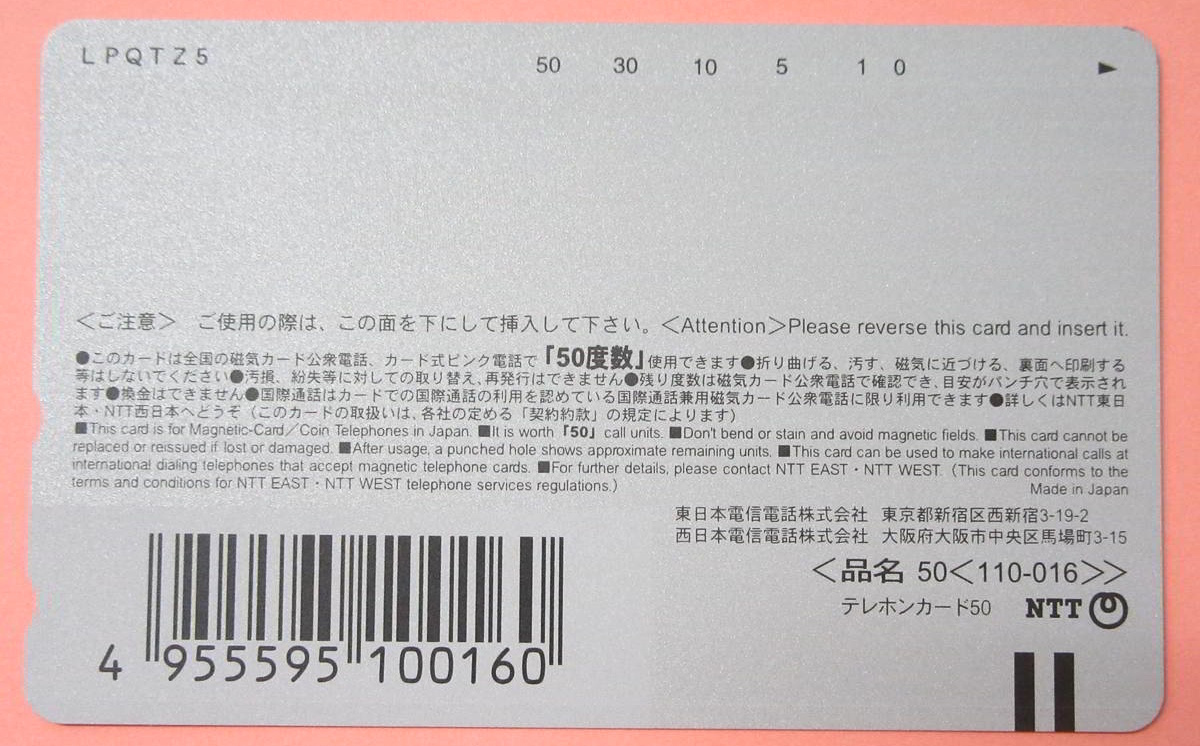 LPQTZ5 50 30 10 5 1 0 ►
＜ご注意＞ ご使用の際は、この面を下にして挿入して下さい。＜Attention＞Please reverse this card and insert it.
●このカードは全国の磁気カード公衆電話、カード式ピンク電話で「50度数」使用できます●折り曲げる、汚す、磁気に近づける、裏面へ印刷する
等はしないでください●汚損、紛失等に対しての取り替え、再発行はできません●残り度数は磁気カード公衆電話で確認でき、目安がパンチ穴で表示され
ます●換金はできません●国際通話はカードでの国際通話の利用を認めている国際通話兼用磁気カード公衆電話に限り利用できます●詳しくはNTT東日
本・NTT西日本へどうぞ（このカードの取扱いは、各社の定める「契約約款」の規定によります）
■This card is for Magnetic-Card／Coin Telephones in Japan. ■It is worth「50」call units. ■Don't bend or stain and avoid magnetic fields. ■This card cannot be
replaced or reissued if lost or damaged. ■After usage, a punched hole shows approximate remaining units. ■This card can be used to make international calls at
international dialing telephones that accept magnetic telephone cards. ■For further details, please contact NTT EAST・NTT WEST.（This card conforms to the
terms and conditions for NTT EAST・NTT WEST telephone services regulations.）
Made in Japan
東日本電信電話株式会社 東京都新宿区西新宿3-19-2
西日本電信電話株式会社 大阪府大阪市中央区馬場町3-15
＜品名 50＜110-016＞＞
テレホンカード50 NTT
4 955595 100160